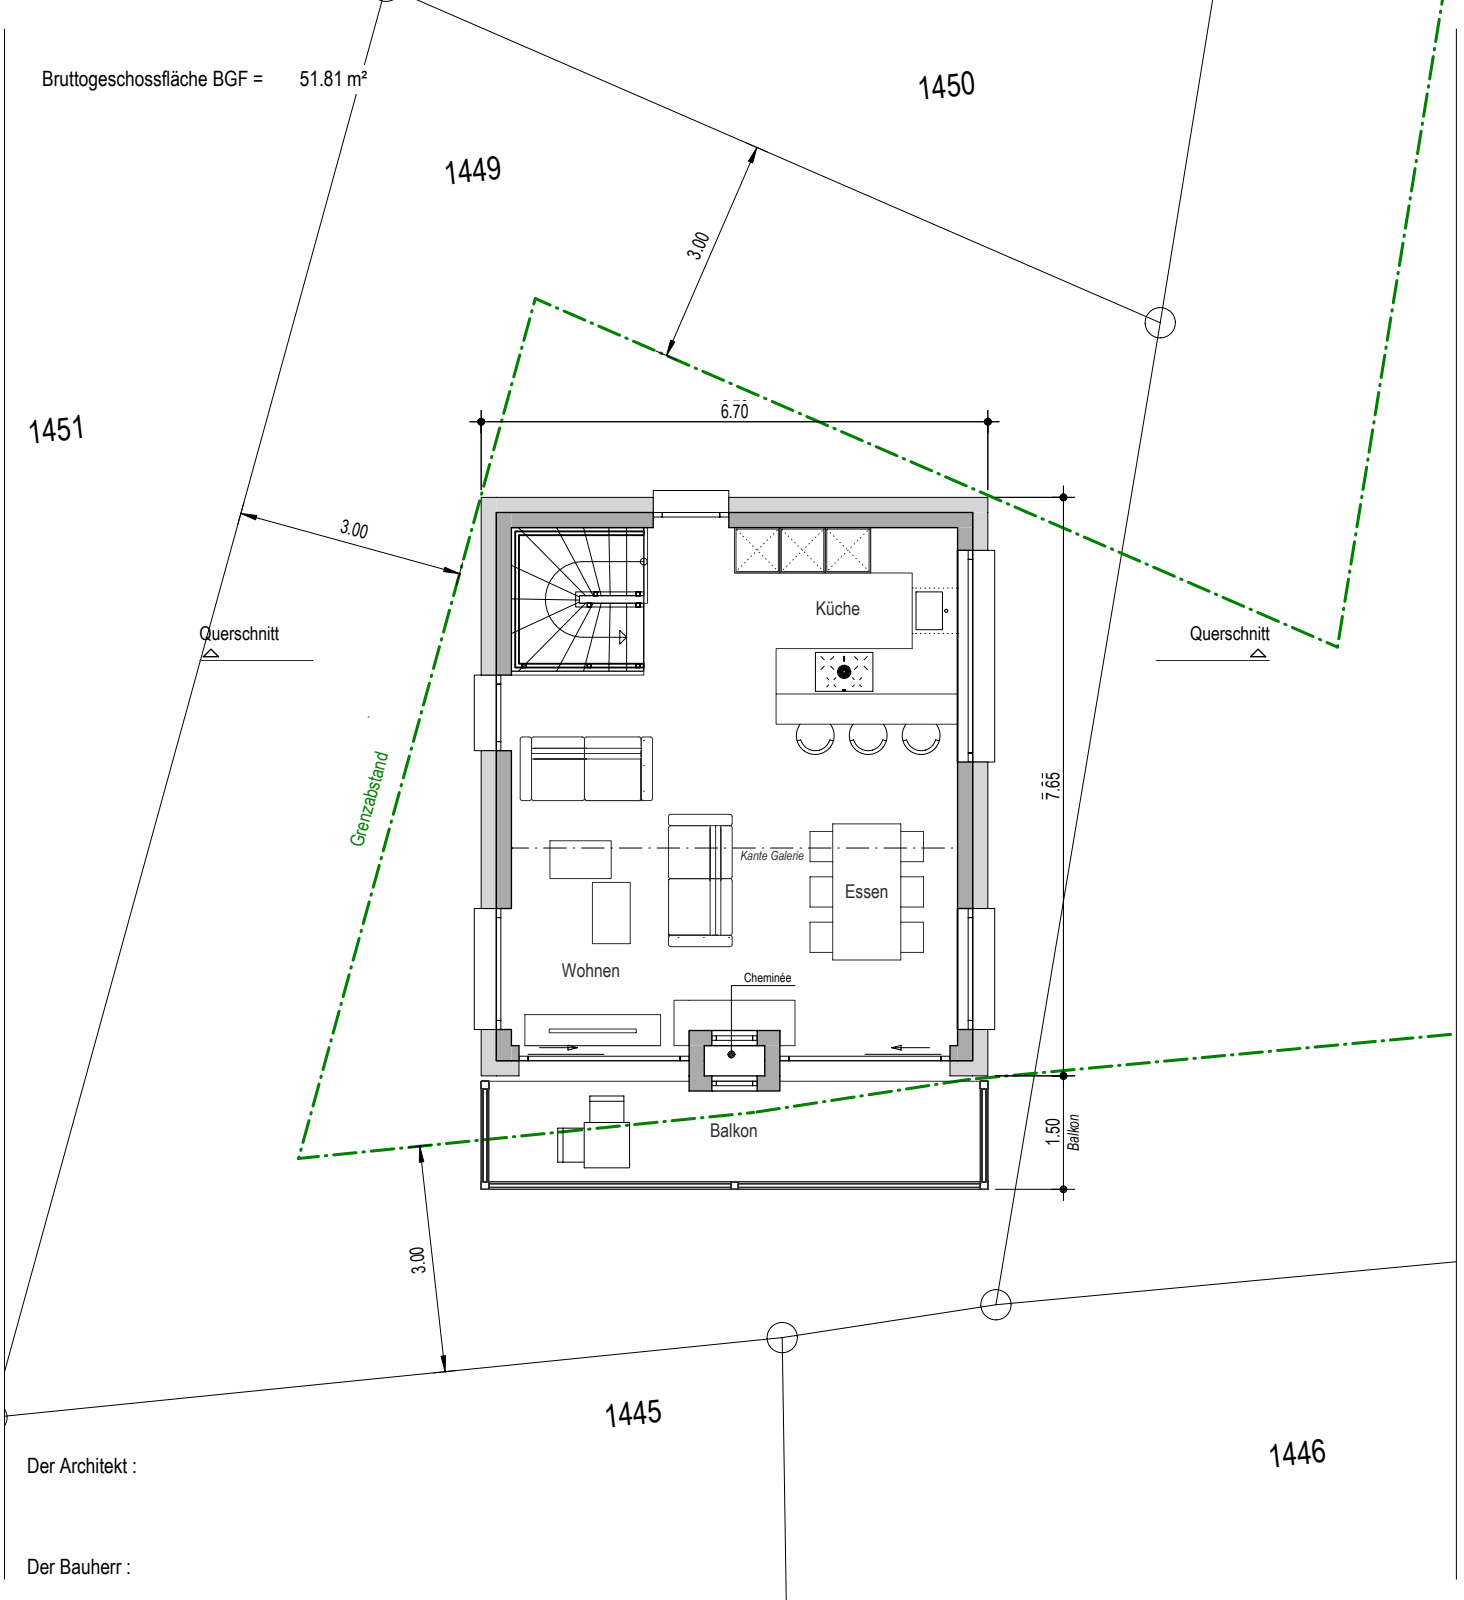 Bruttogeschossfläche BGF = 51.81 m²
1450
1449
3.00
6.70
1451
3.00
Querschnitt
Küche
Querschnitt
Grenzabstand
7.65
Kante Galerie
Essen
Wohnen
Cheminée
Balkon
1.50
Balkon
3.00
1445
1446
Der Architekt :
Der Bauherr :